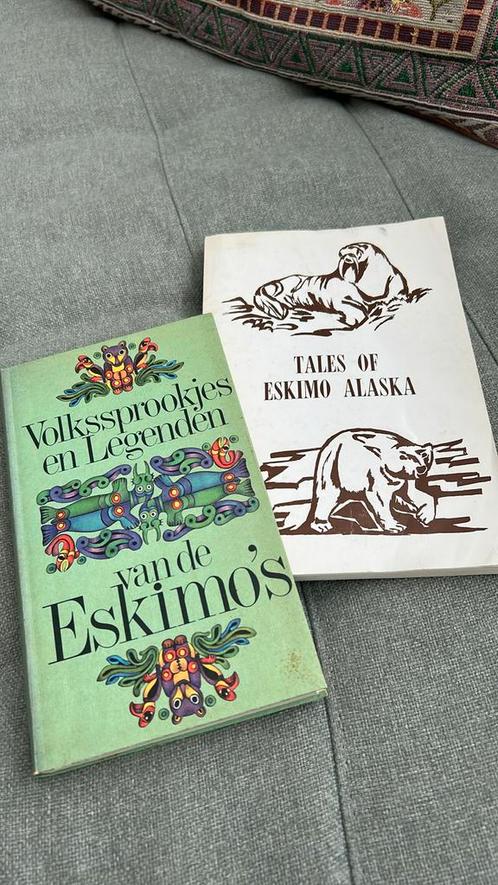 Volkssprookjes
en Legenden
van de
Eskimo's
TALES OF
ESKIMO ALASKA